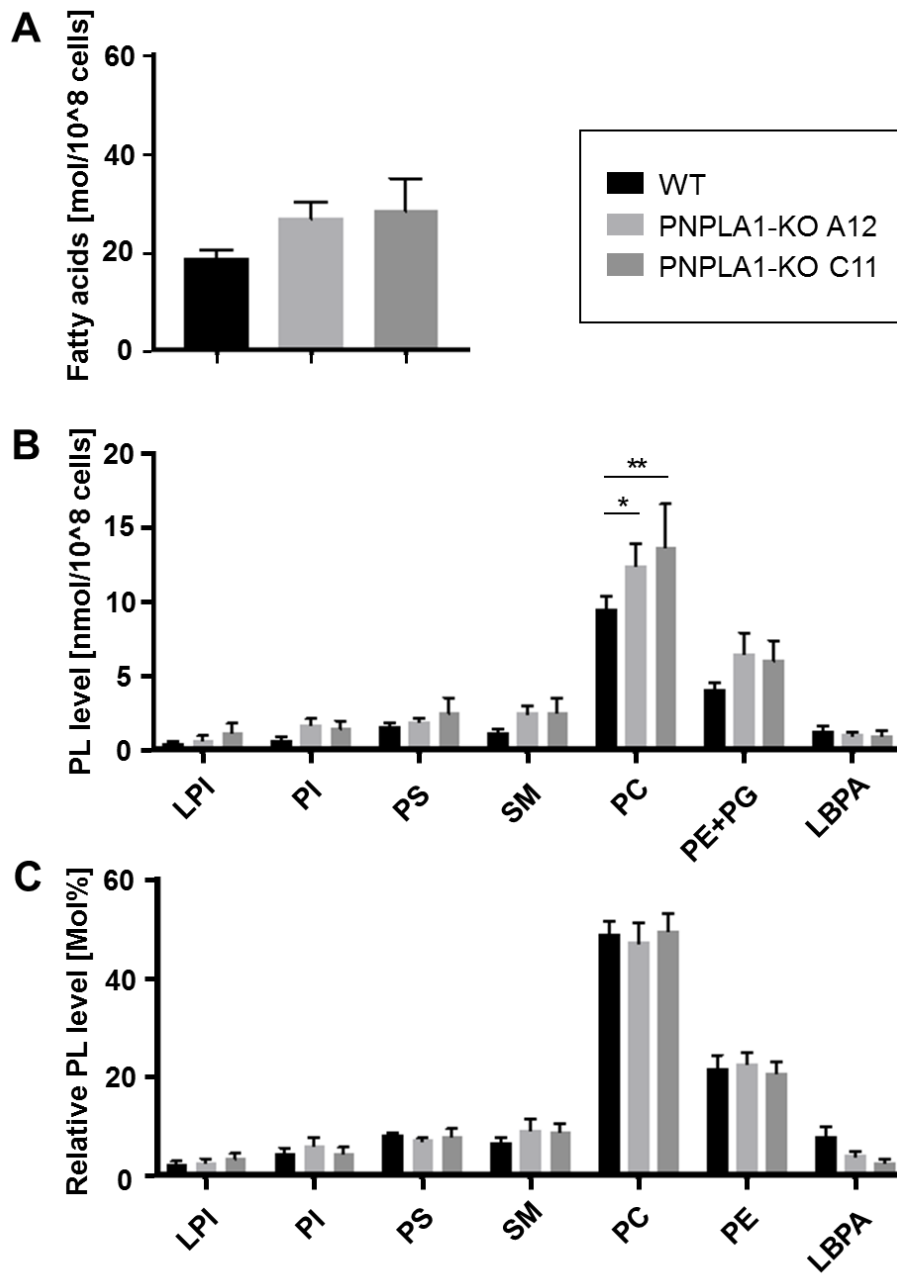 A
Fatty acids [mol/10^8 cells]
60
40
20
0
WT
PNPLA1-KO A12
PNPLA1-KO C11
B
PL level [nmol/10^8 cells]
20
15
10
5
0
**
*
LPI
PI
PS
SM
PC
PE+PG
LBPA
C
Relative PL level [Mol%]
60
40
20
0
LPI
PI
PS
SM
PC
PE
LBPA